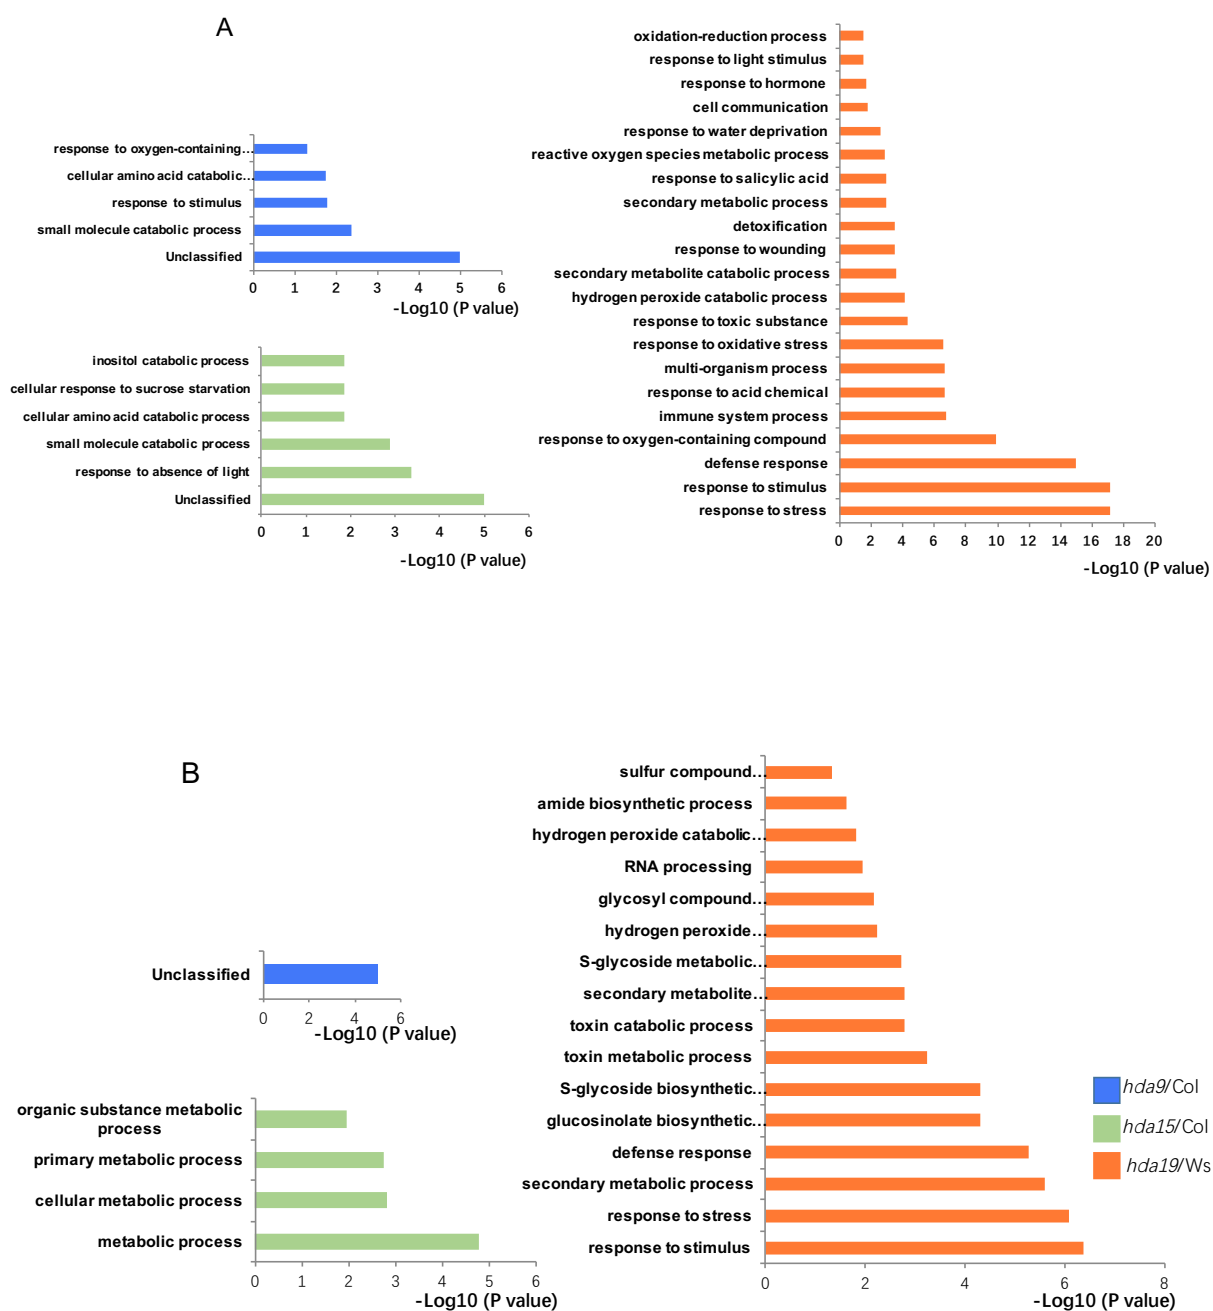 A
response to oxygen-containing...
cellular amino acid catabolic...
response to stimulus
small molecule catabolic process
Unclassified
0 1 2 3 4 5 6
-Log10 (P value)
inositol catabolic process
cellular response to sucrose starvation
cellular amino acid catabolic process
small molecule catabolic process
response to absence of light
Unclassified
0 1 2 3 4 5 6
-Log10 (P value)
oxidation-reduction process
response to light stimulus
response to hormone
cell communication
response to water deprivation
reactive oxygen species metabolic process
response to salicylic acid
secondary metabolic process
detoxification
response to wounding
secondary metabolite catabolic process
hydrogen peroxide catabolic process
response to toxic substance
response to oxidative stress
multi-organism process
response to acid chemical
immune system process
response to oxygen-containing compound
defense response
response to stimulus
response to stress
0 2 4 6 8 10 12 14 16 18 20
-Log10 (P value)
B
Unclassified
0 2 4 6
-Log10 (P value)
organic substance metabolic
process
primary metabolic process
cellular metabolic process
metabolic process
0 1 2 3 4 5 6
-Log10 (P value)
sulfur compound...
amide biosynthetic process
hydrogen peroxide catabolic...
RNA processing
glycosyl compound...
hydrogen peroxide...
S-glycoside metabolic...
secondary metabolite...
toxin catabolic process
toxin metabolic process
S-glycoside biosynthetic...
glucosinolate biosynthetic...
defense response
secondary metabolic process
response to stress
response to stimulus
0 2 4 6 8
-Log10 (P value)
hda9/Col
hda15/Col
hda19/Ws